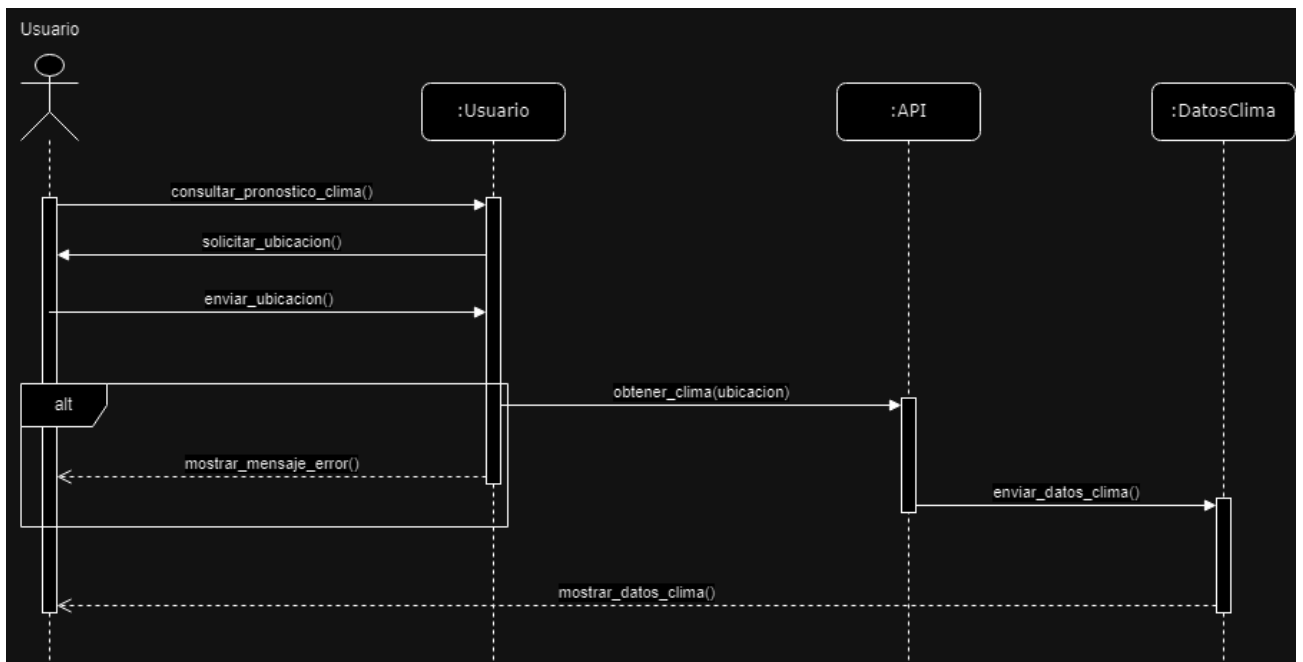 Usuario
:Usuario
:API
:DatosClima
consultar_pronostico_clima()
solicitar_ubicacion()
enviar_ubicacion()
alt
obtener_clima(ubicacion)
mostrar_mensaje_error()
enviar_datos_clima()
mostrar_datos_clima()